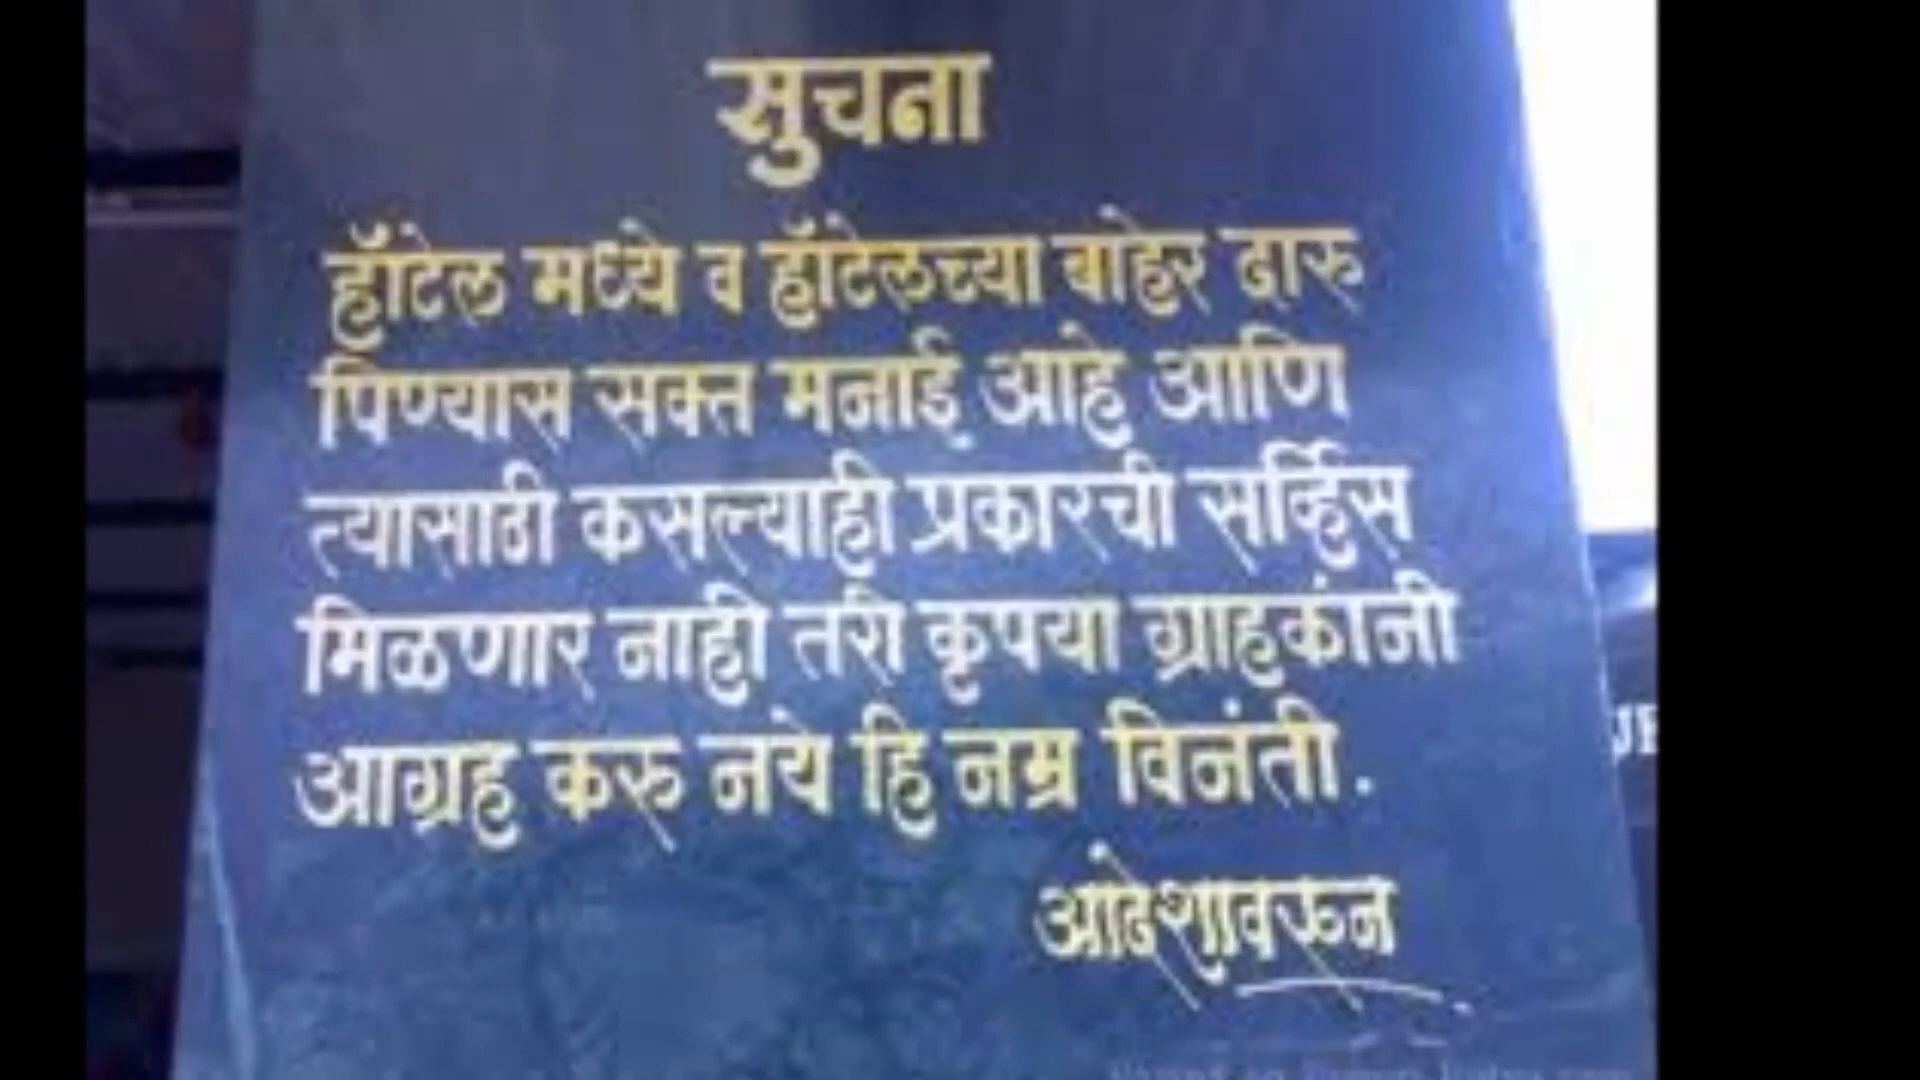 सुचना
हॉटेल मध्ये व हॉटेलच्या बाहेर दारु
पिण्यास सक्त मनाई आहे आणि
त्यासाठी कसल्याही प्रकारची सर्व्हिस
मिळणार नाही तरी कृपया ग्राहकांनी
आग्रह करु नये हि नम्र विनंती.
आदेशावरून